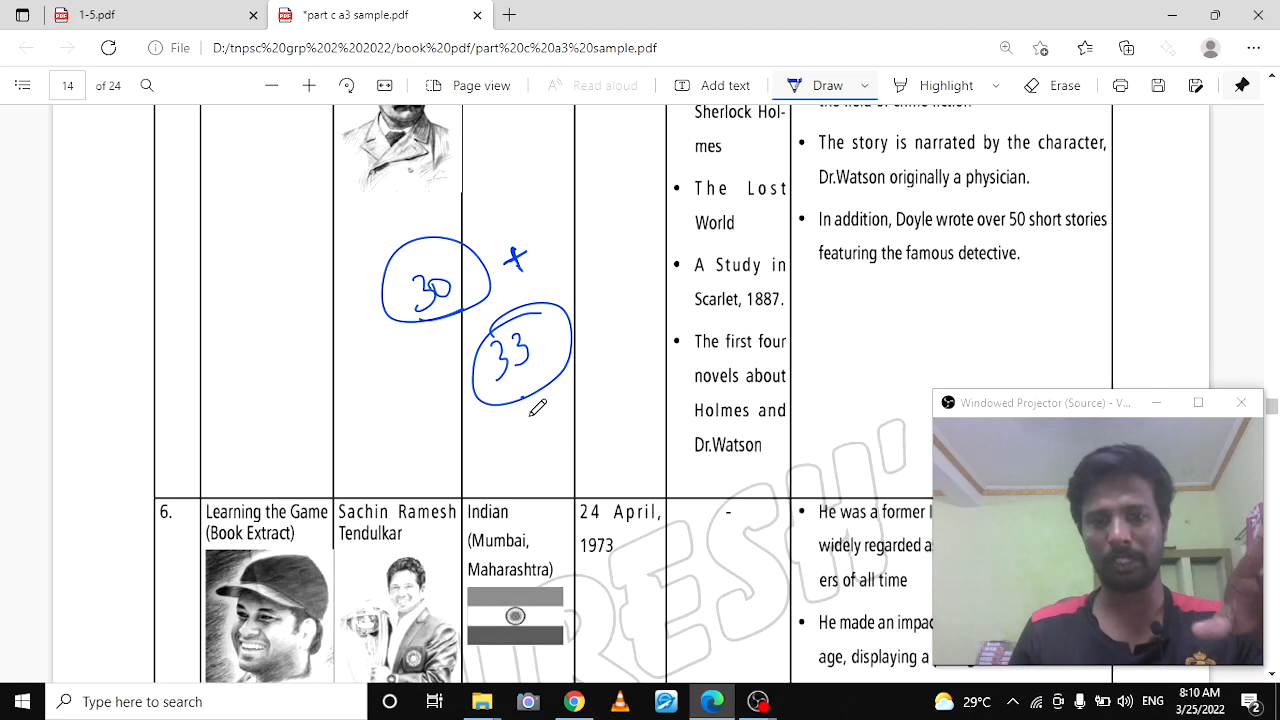 1-5.pdf
*part c a3 sample.pdf
File
D:/tnpsc%20grp%202%202022/book%20pdf/part%20c%20a3%20sample.pdf
14
of 24
Page view
Read aloud
Add text
Draw
Highlight
Erase
Sherlock Hol-
mes
• The Lost
World
• A Study in
Scarlet, 1887.
• The first four
novels about
Holmes and
Dr.Watson
the field of crime fiction
• The story is narrated by the character,
Dr.Watson originally a physician.
• In addition, Doyle wrote over 50 short stories
featuring the famous detective.
30 +
33
6.
Learning the Game
(Book Extract)
Sachin Ramesh
Tendulkar
Indian
(Mumbai,
Maharashtra)
24 April,
1973
-
• He was a former I
widely regarded a
ers of all time
• He made an impac
age, displaying a
RESH'
Windowed Projector (Source) - V...
Type here to search
29°C
ENG
8:10 AM
3/25/2022
2